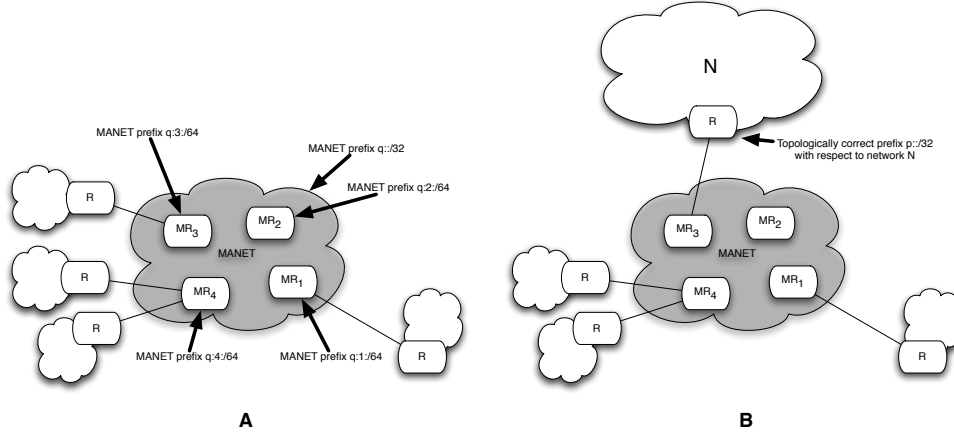 MANET prefix q:3:/64
MANET prefix q::/32
MANET prefix q:2:/64
R
MR3
MR2
MANET
R
MR4
MR1
R
MANET prefix q:4:/64
MANET prefix q:1:/64
R
A
N
R
Topologically correct prefix p::/32
with respect to network N
MR3
MR2
MANET
R
MR4
MR1
R
R
B